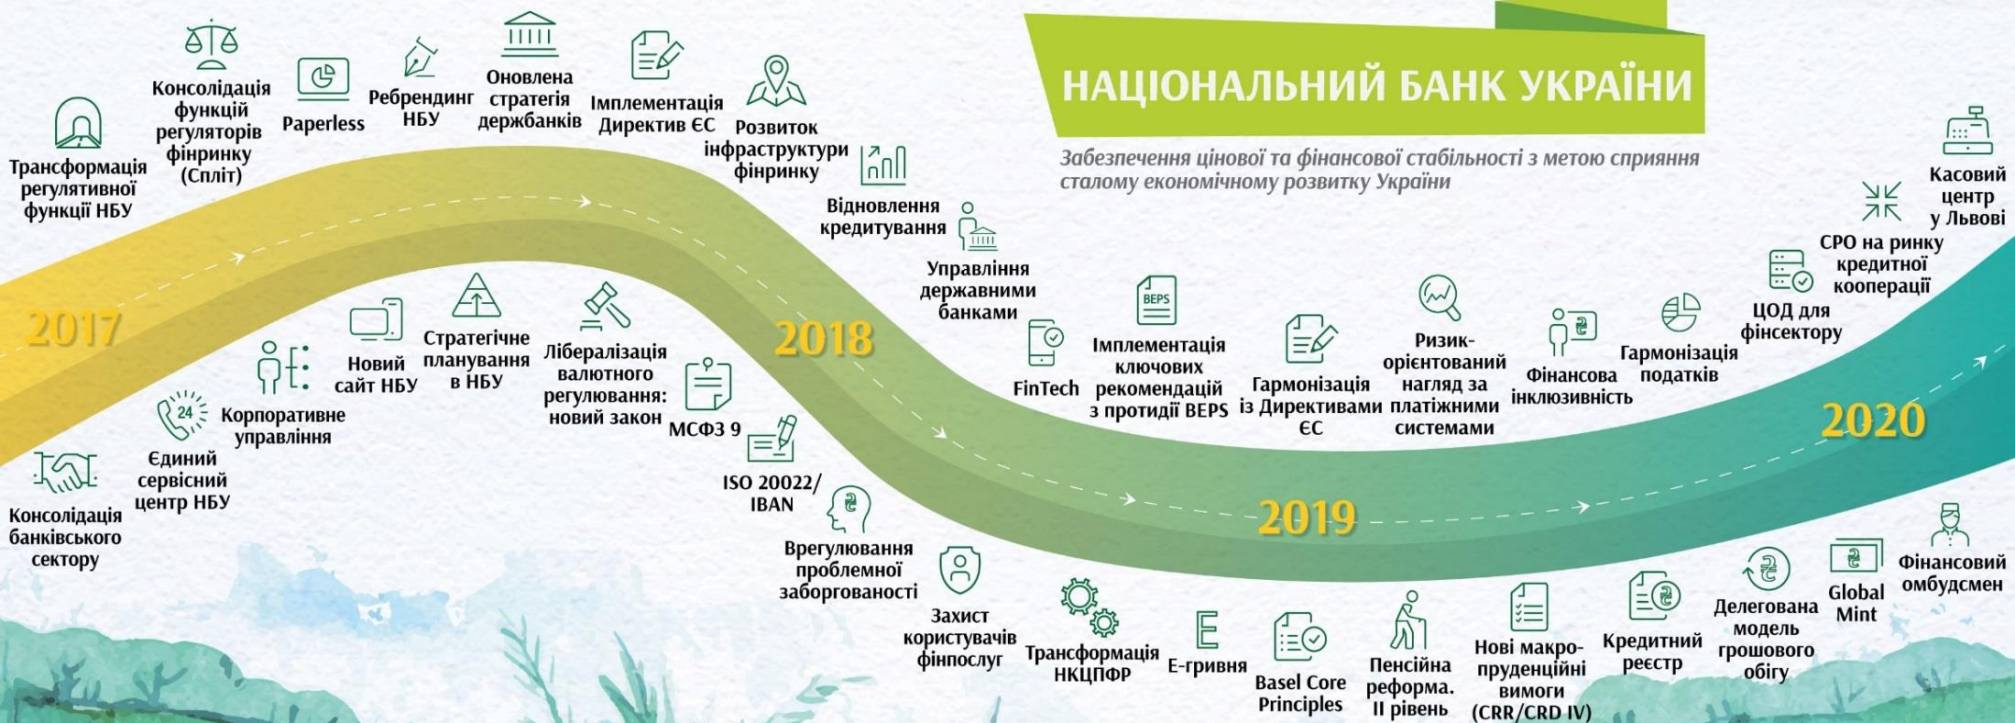 НАЦІОНАЛЬНИЙ БАНК УКРАЇНИ
Забезпечення цінової та фінансової стабільності з метою сприяння
сталому економічному розвитку України
2017
Трансформація
регулятивної
функції НБУ
Консолідація
функцій
регуляторів
фінринку
(Спліт)
Paperless
Ребрендинг
НБУ
Оновлена
стратегія
держбанків
Імплементація
Директив ЄС
Розвиток
інфраструктури
фінринку
Відновлення
кредитування
Управління
державними
банками
Консолідація
банківського
сектору
24
Єдиний
сервісний
центр НБУ
Корпоративне
управління
Новий
сайт НБУ
Стратегічне
планування
в НБУ
Лібералізація
валютного
регулювання:
новий закон
МСФЗ 9
ISO 20022/
IBAN
2018
Врегулювання
проблемної
заборгованості
Захист
користувачів
фінпослуг
Трансформація
НКЦПФР
E
Е-гривня
Basel Core
Principles
Пенсійна
реформа.
II рівень
Нові макро-
пруденційні
вимоги
(CRR/CRD IV)
Кредитний
реєстр
Делегована
модель
грошового
обігу
Global
Mint
Фінансовий
омбудсмен
2019
FinTech
BEPS
Імплементація
ключових
рекомендацій
з протидії BEPS
Гармонізація
із Директивами
ЄС
Ризик-
орієнтований
нагляд за
платіжними
системами
₴
Фінансова
інклюзивність
Гармонізація
податків
ЦОД для
фінсектору
СРО на ринку
кредитної
кооперації
Касовий
центр
у Львові
2020